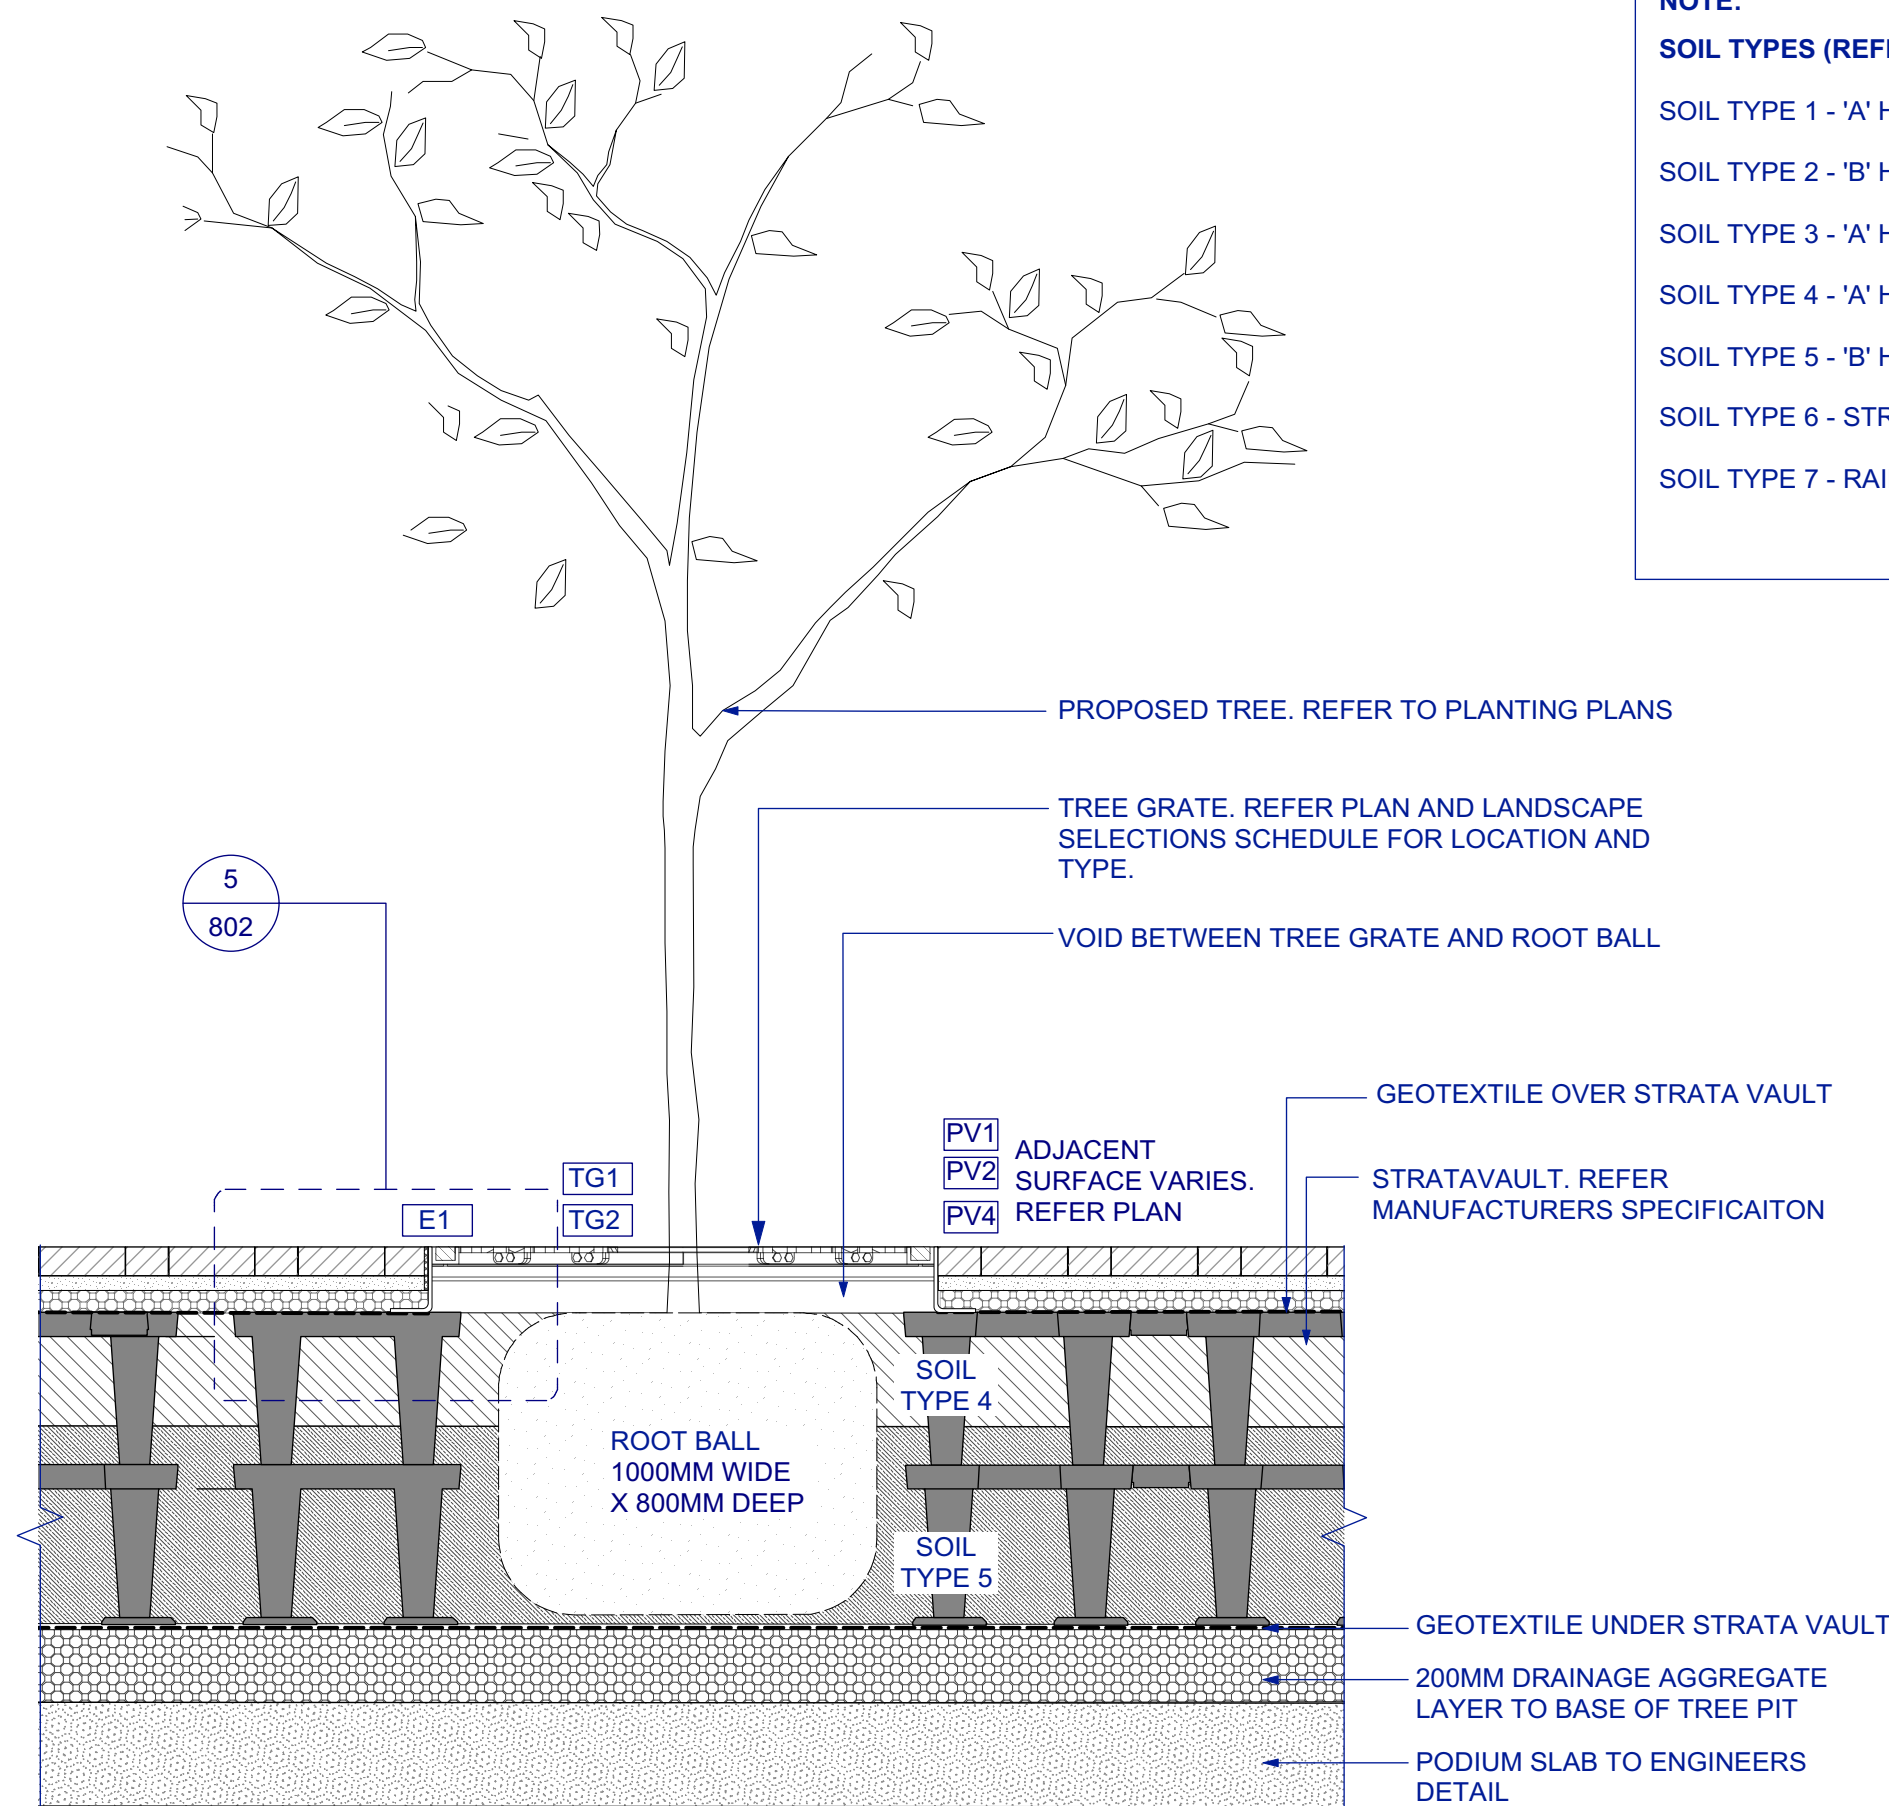 NOTE:
SOIL TYPES (REF
SOIL TYPE 1 - 'A' H
SOIL TYPE 2 - 'B' H
SOIL TYPE 3 - 'A' H
SOIL TYPE 4 - 'A' H
SOIL TYPE 5 - 'B' H
SOIL TYPE 6 - STR
SOIL TYPE 7 - RAI
PROPOSED TREE. REFER TO PLANTING PLANS
TREE GRATE. REFER PLAN AND LANDSCAPE
SELECTIONS SCHEDULE FOR LOCATION AND
TYPE.
5
802
VOID BETWEEN TREE GRATE AND ROOT BALL
GEOTEXTILE OVER STRATA VAULT
PV1
PV2
PV4
ADJACENT
SURFACE VARIES.
REFER PLAN
STRATAVAULT. REFER
MANUFACTURERS SPECIFICAITON
TG1
TG2
E1
SOIL
TYPE 4
ROOT BALL
1000MM WIDE
X 800MM DEEP
SOIL
TYPE 5
GEOTEXTILE UNDER STRATA VAULT
200MM DRAINAGE AGGREGATE
LAYER TO BASE OF TREE PIT
PODIUM SLAB TO ENGINEERS
DETAIL